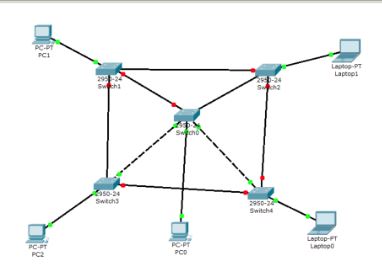 PC-PT
PC1
2950-24
Switch1
2950-24
Switch2
Laptop-PT
Laptop1
2950-24
Switch0
2950-24
Switch3
2950-24
Switch4
PC-PT
PC2
PC-PT
PC0
Laptop-PT
Laptop0